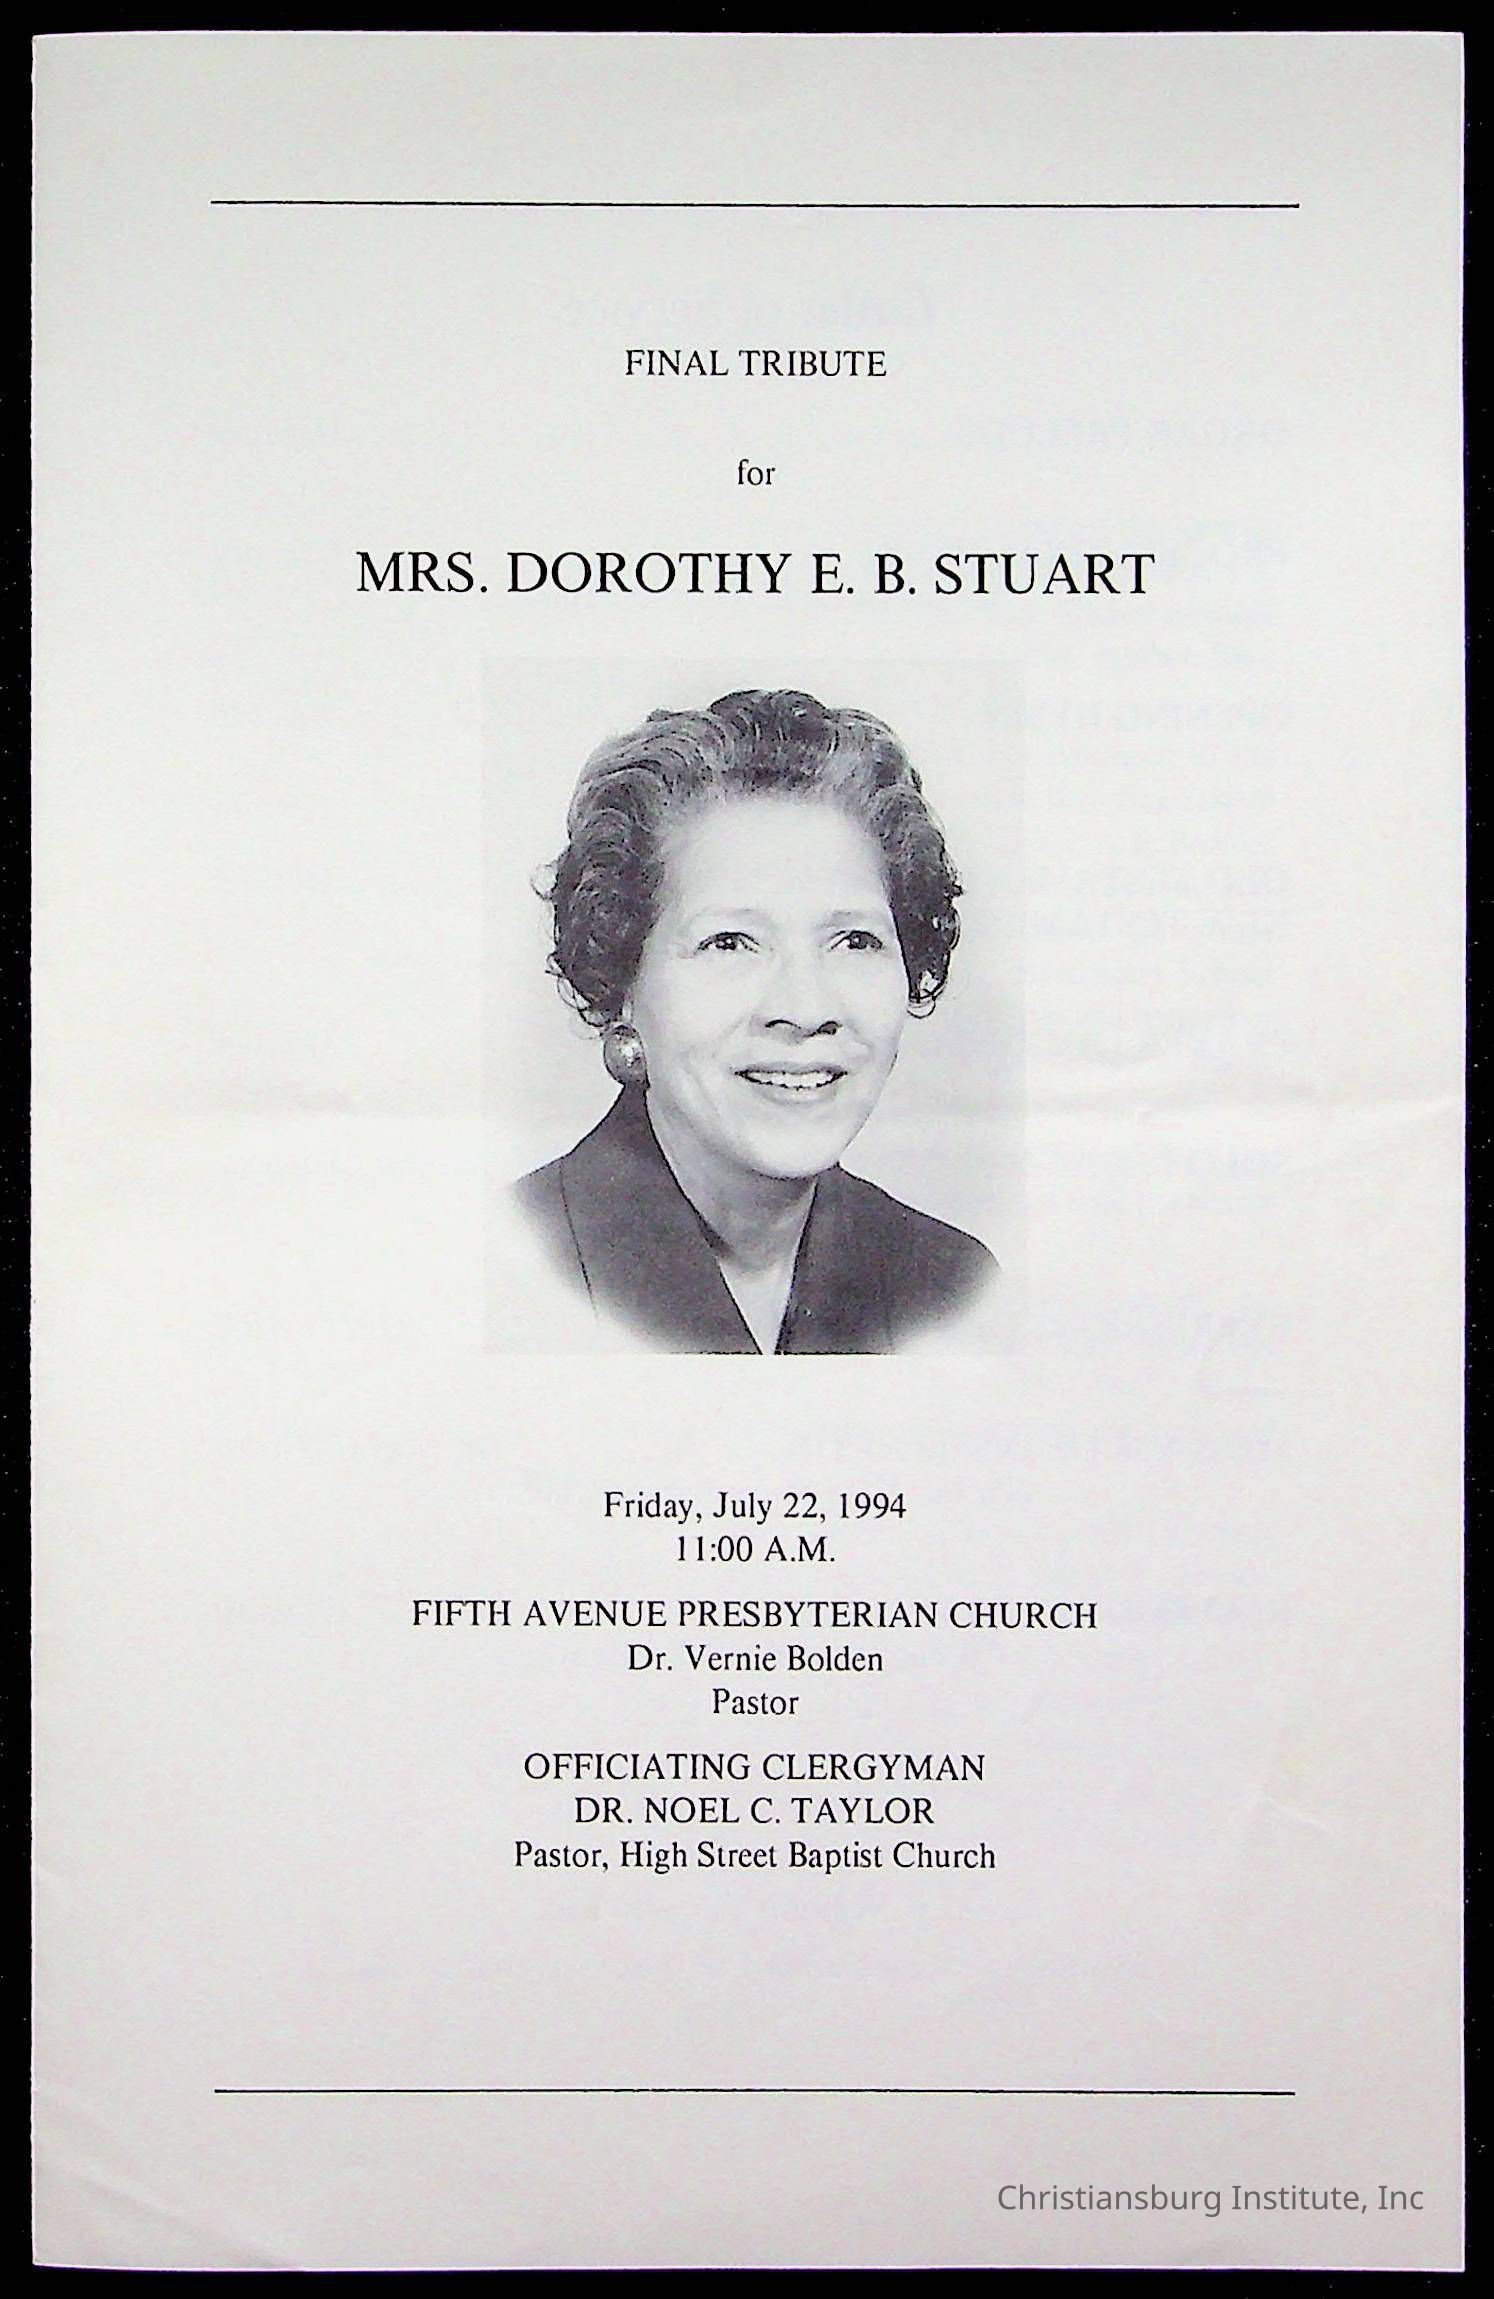 FINAL TRIBUTE
for
MRS. DOROTHY E. B. STUART
Friday, July 22, 1994
11:00 A.M.
FIFTH AVENUE PRESBYTERIAN CHURCH
Dr. Vernie Bolden
Pastor
OFFICIATING CLERGYMAN
DR. NOEL C. TAYLOR
Pastor, High Street Baptist Church
Christiansburg Institute, Inc